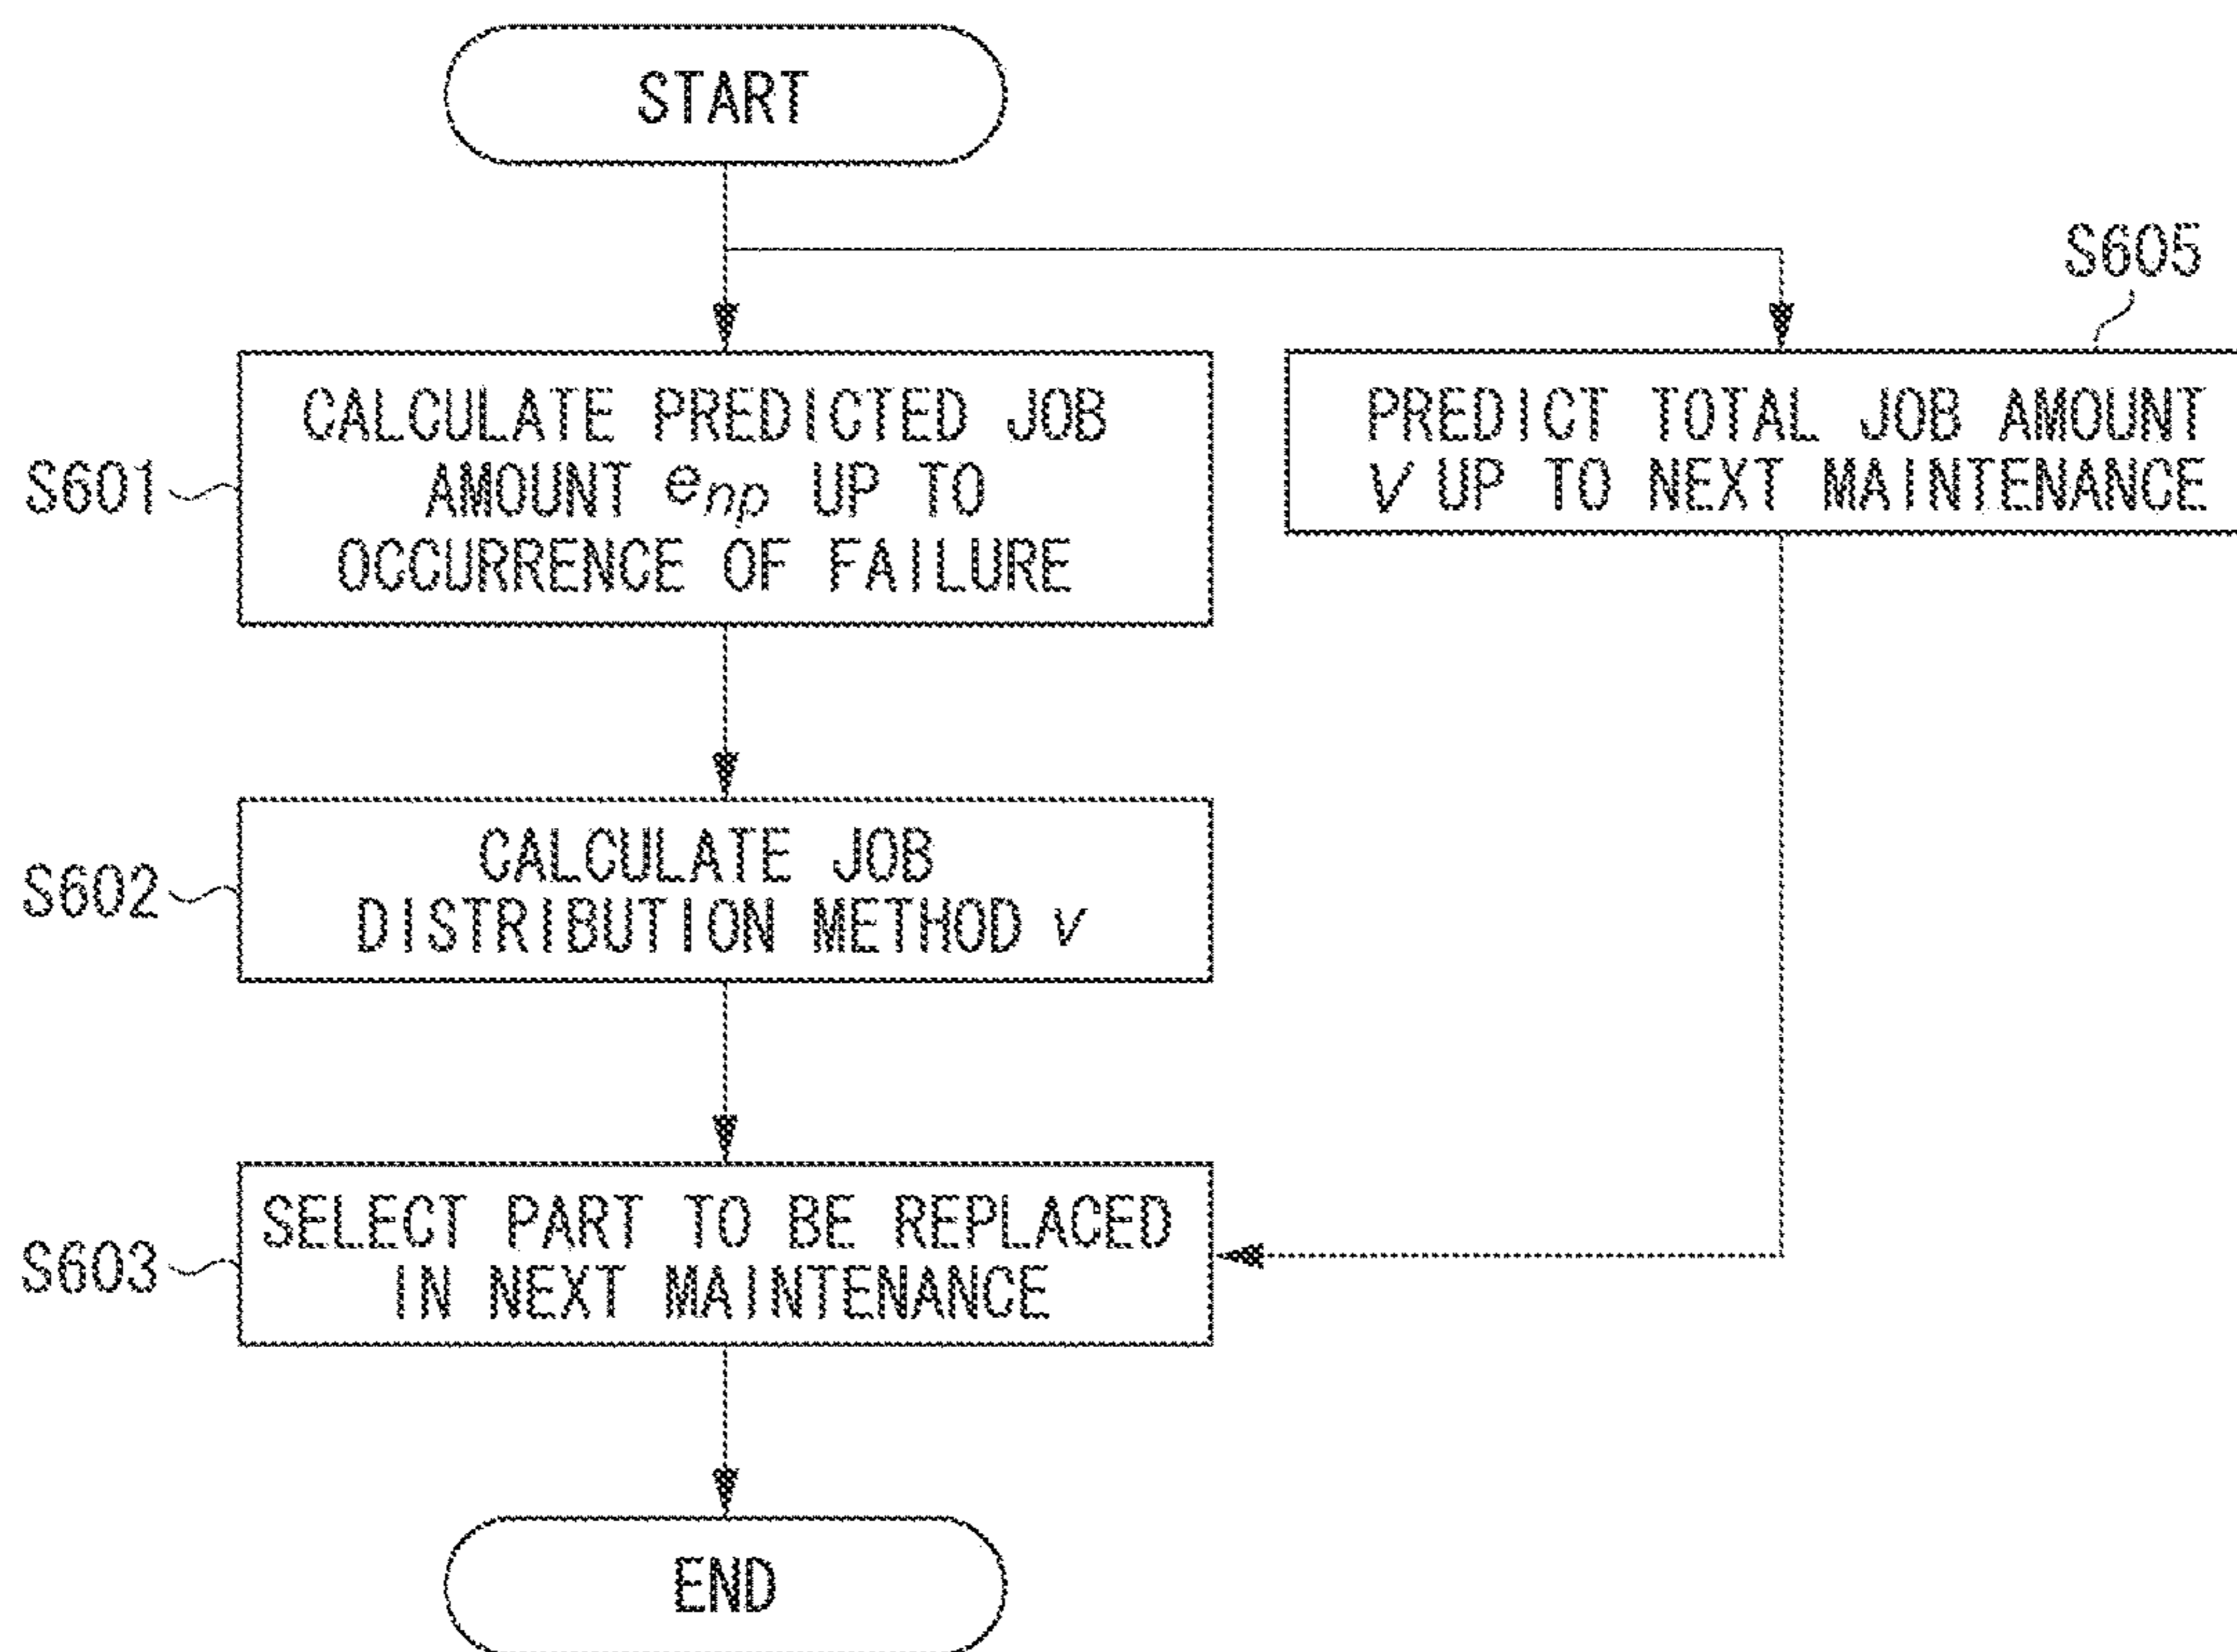 START
S605
S601
CALCULATE PREDICTED JOB
AMOUNT enp UP TO
OCCURRENCE OF FAILURE
PREDICT TOTAL JOB AMOUNT
V UP TO NEXT MAINTENANCE
S602
CALCULATE JOB
DISTRIBUTION METHOD v
S603
SELECT PART TO BE REPLACED
IN NEXT MAINTENANCE
END